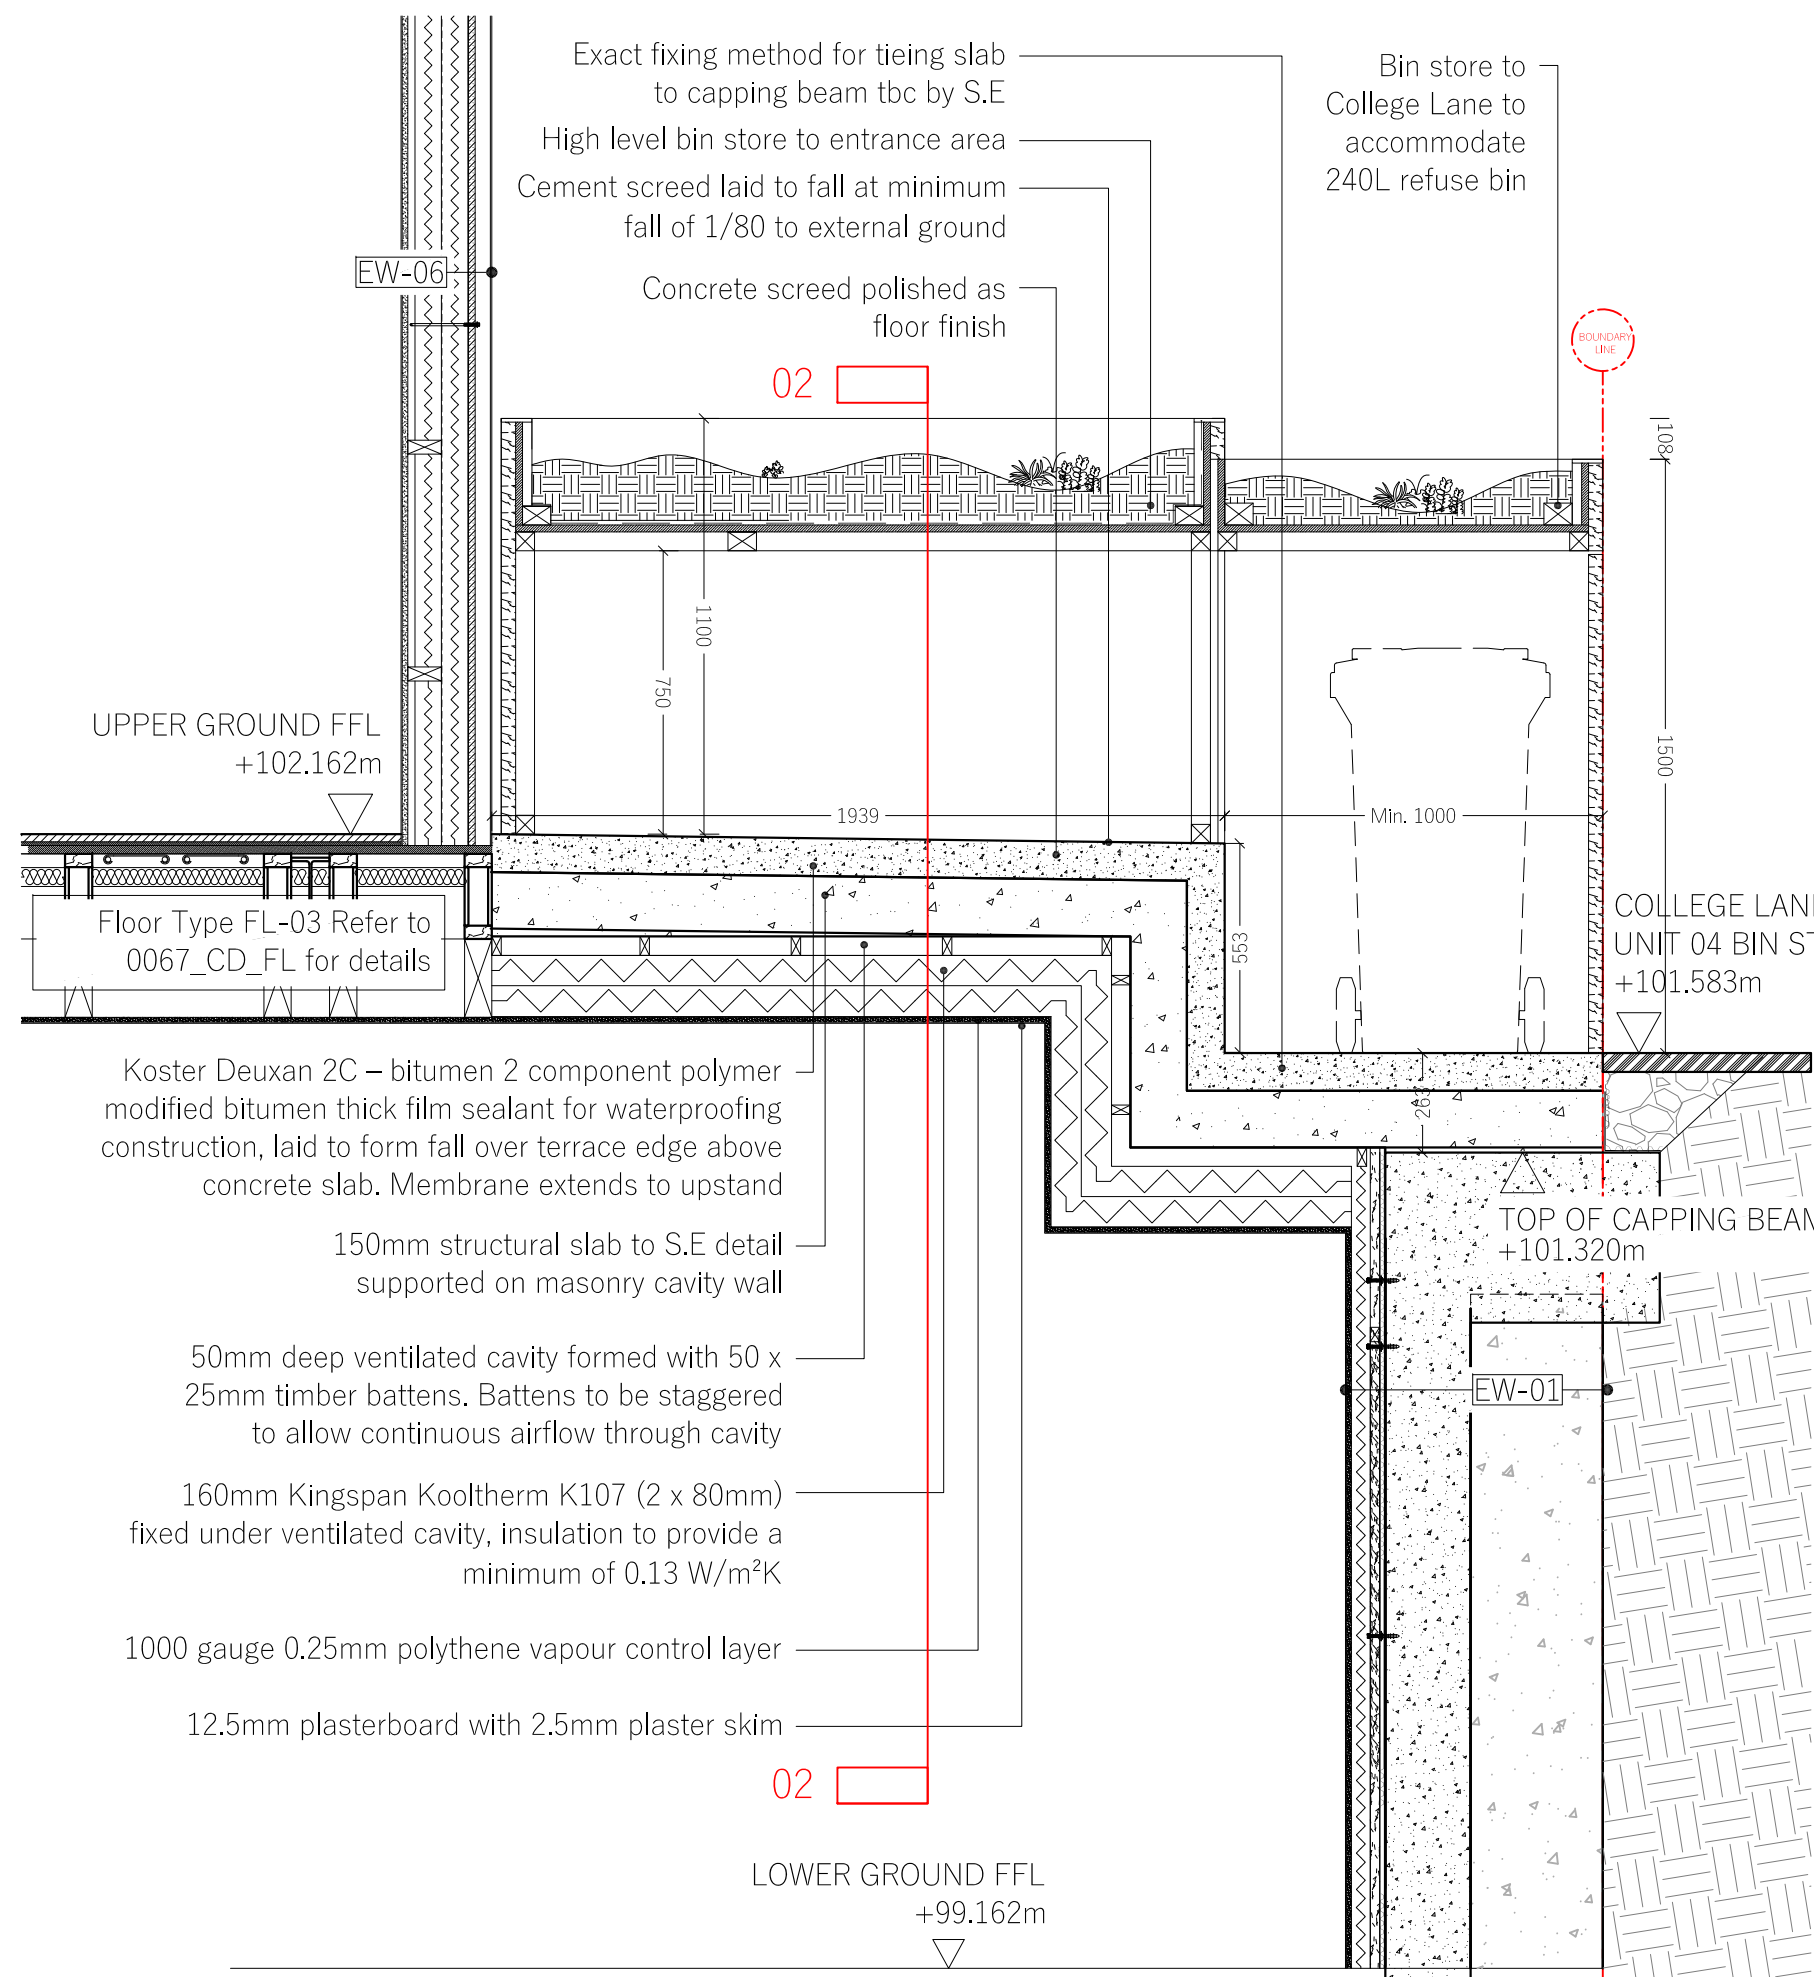 Exact fixing method for tieing slab
to capping beam tbc by S.E
High level bin store to entrance area
Cement screed laid to fall at minimum
fall of 1/80 to external ground
Concrete screed polished as
floor finish
Bin store to
College Lane to
accommodate
240L refuse bin
EW-06
BOUNDARY
LINE
02
108
1100
750
1500
UPPER GROUND FFL
+102.162m
1939
Min. 1000
Floor Type FL-03 Refer to
0067_CD_FL for details
553
COLLEGE LAN
UNIT 04 BIN ST
+101.583m
263
Koster Deuxan 2C – bitumen 2 component polymer
modified bitumen thick film sealant for waterproofing
construction, laid to form fall over terrace edge above
concrete slab. Membrane extends to upstand
TOP OF CAPPING BEAM
+101.320m
150mm structural slab to S.E detail
supported on masonry cavity wall
50mm deep ventilated cavity formed with 50 x
25mm timber battens. Battens to be staggered
to allow continuous airflow through cavity
EW-01
160mm Kingspan Kooltherm K107 (2 x 80mm)
fixed under ventilated cavity, insulation to provide a
minimum of 0.13 W/m²K
1000 gauge 0.25mm polythene vapour control layer
12.5mm plasterboard with 2.5mm plaster skim
02
LOWER GROUND FFL
+99.162m